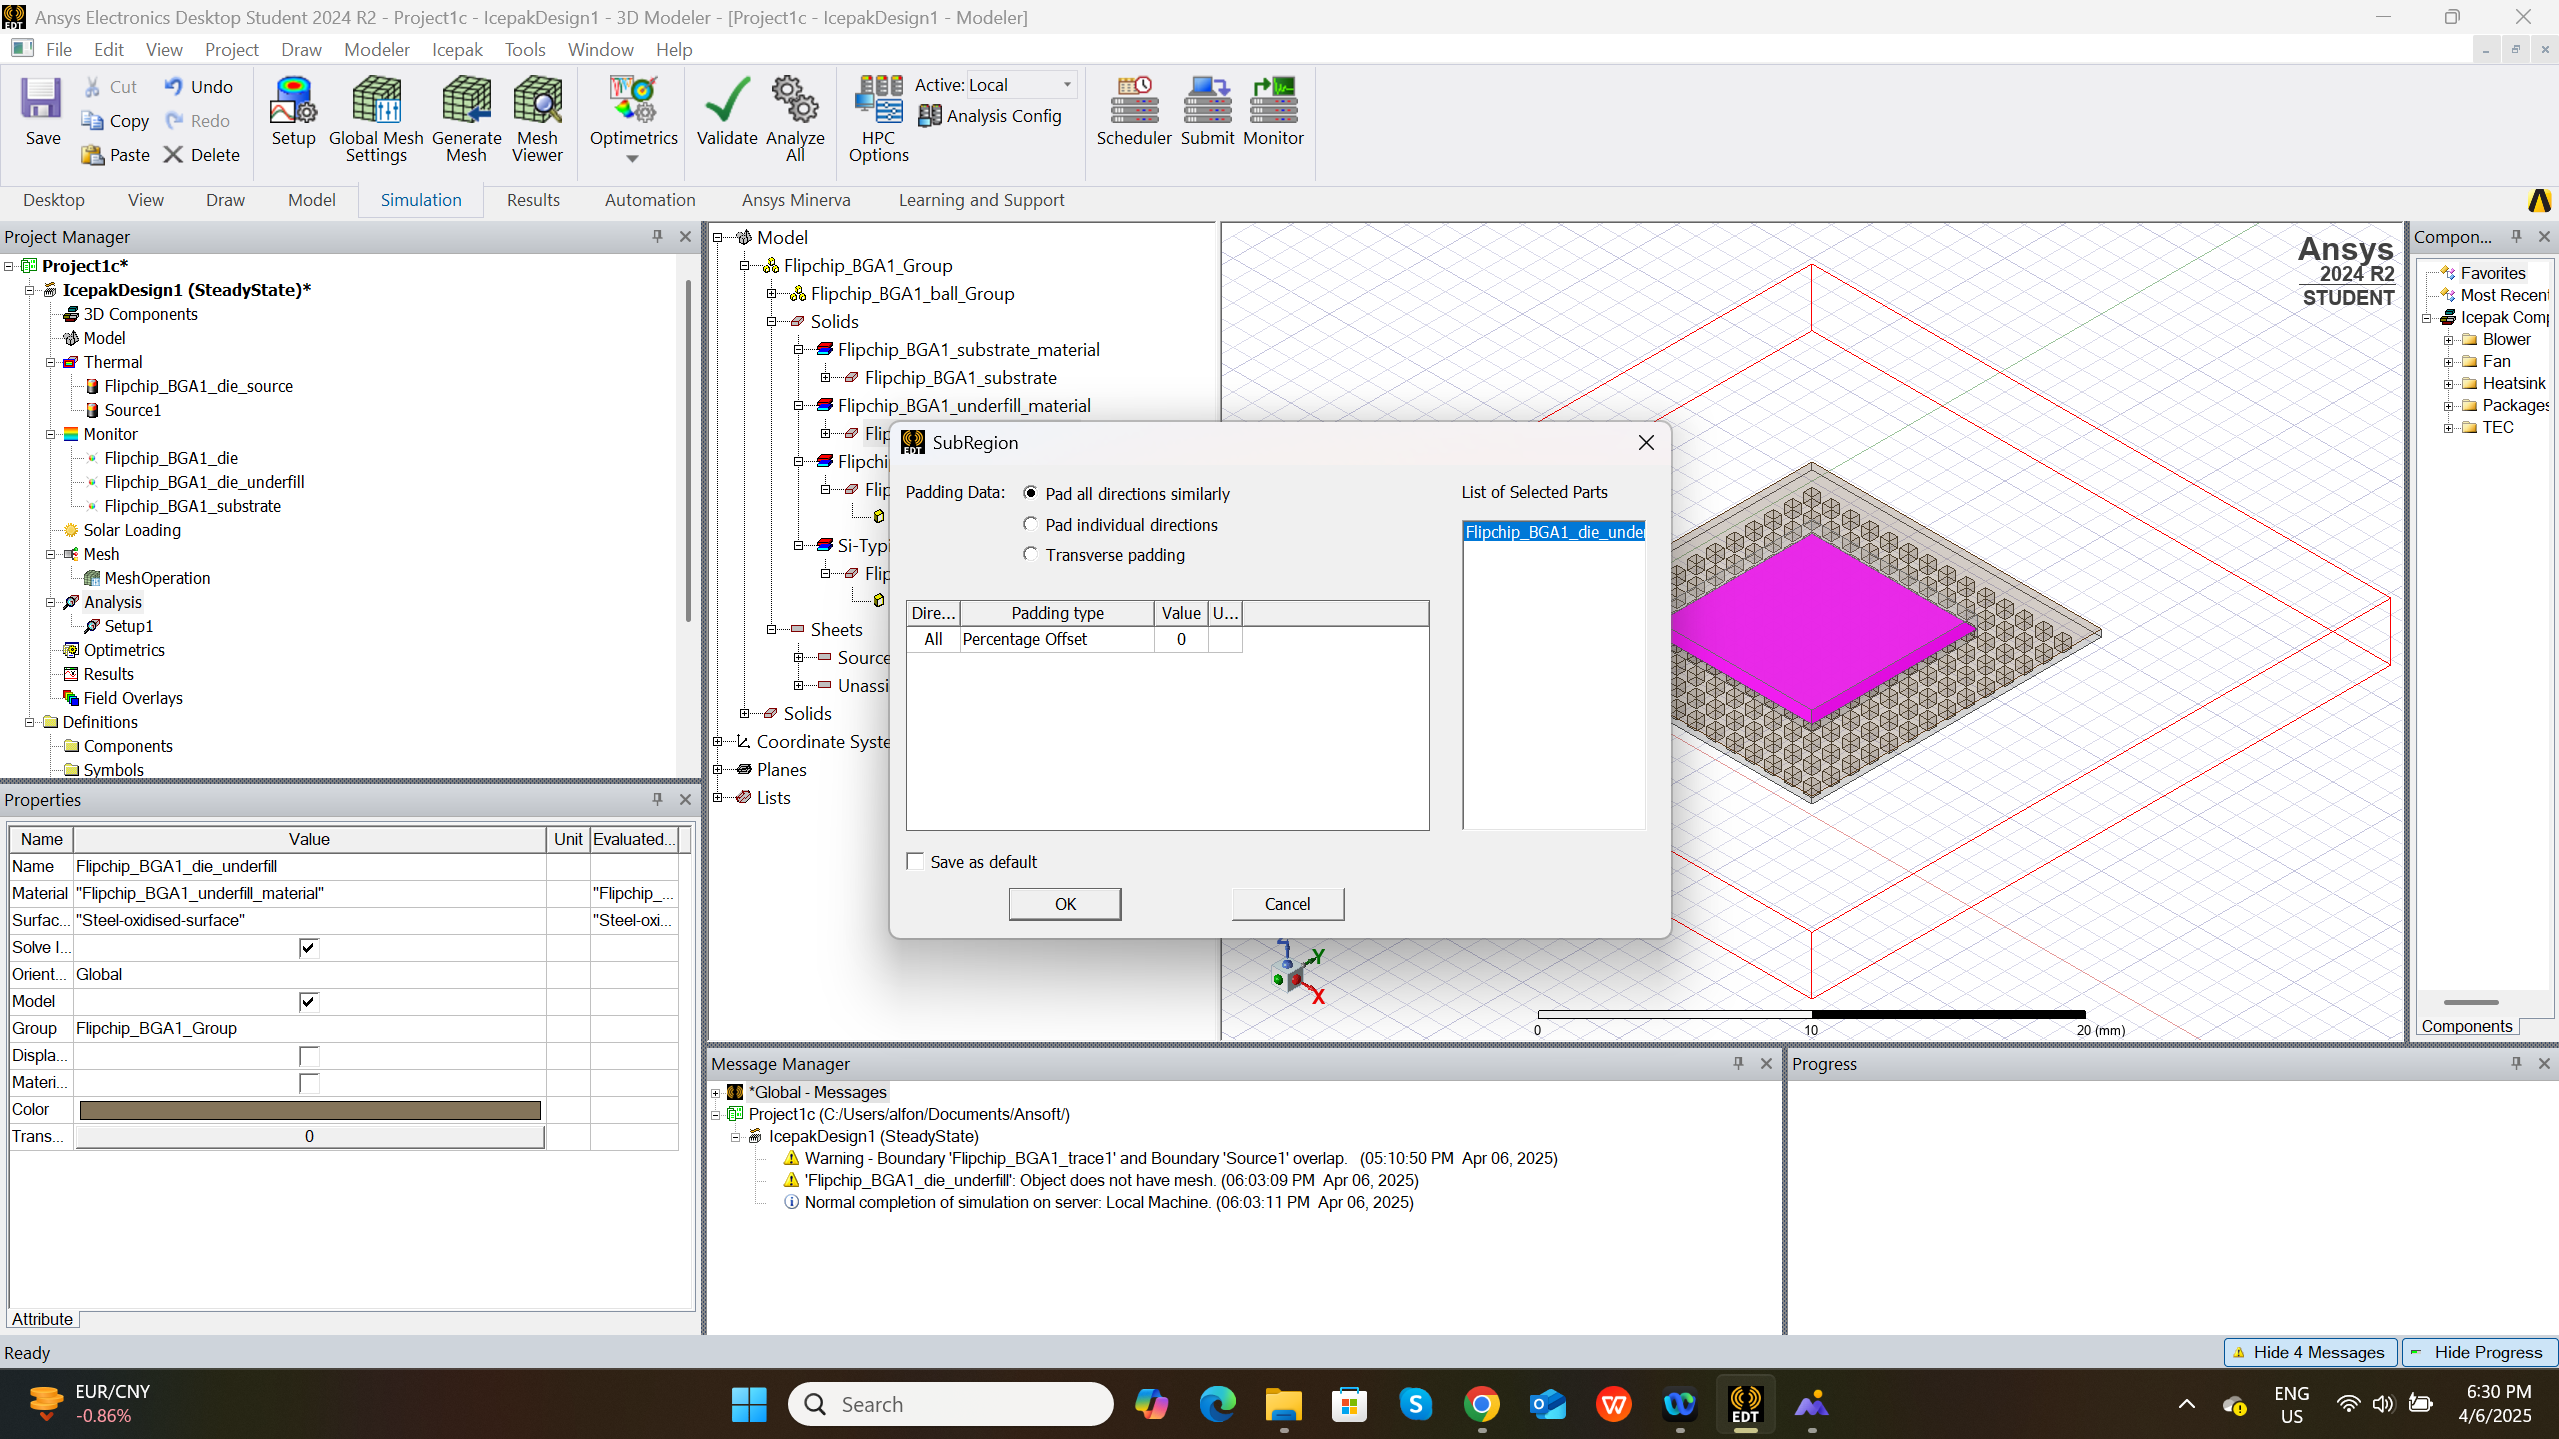 Ansys Electronics Desktop Student 2024 R2 - Project1c - IcepakDesign1 - 3D Modeler - [Project1c - IcepakDesign1 - Modeler]
File Edit View Project Draw Modeler Icepak Tools Window Help
Save
Cut
Copy
Paste
Undo
Redo
Delete
Setup
Global Mesh Settings
Generate Mesh
Mesh Viewer
Optimetrics
Validate
Analyze All
HPC Options
Active: Local
Analysis Config
Scheduler
Submit
Monitor
Desktop View Draw Model Simulation Results Automation Ansys Minerva Learning and Support
Project Manager
Project1c*
IcepakDesign1 (SteadyState)*
3D Components
Model
Thermal
Flipchip_BGA1_die_source
Source1
Monitor
Flipchip_BGA1_die
Flipchip_BGA1_die_underfill
Flipchip_BGA1_substrate
Solar Loading
Mesh
MeshOperation
Analysis
Setup1
Optimetrics
Results
Field Overlays
Definitions
Components
Symbols
Properties
Name Value Unit Evaluated...
Name Flipchip_BGA1_die_underfill
Material "Flipchip_BGA1_underfill_material" "Flipchip_...
Surfac... "Steel-oxidised-surface" "Steel-oxi...
Solve I...
Orient... Global
Model
Group Flipchip_BGA1_Group
Displa...
Materi...
Color
Trans... 0
Attribute
Model
Flipchip_BGA1_Group
Flipchip_BGA1_ball_Group
Solids
Flipchip_BGA1_substrate_material
Flipchip_BGA1_substrate
Flipchip_BGA1_underfill_material
Flip
Flipchi
Flip
Si-Typi
Flip
Sheets
Source
Unassi
Solids
Coordinate Syste
Planes
Lists
SubRegion
Padding Data:
Pad all directions similarly
Pad individual directions
Transverse padding
List of Selected Parts
Flipchip_BGA1_die_under
Dire... Padding type Value U...
All Percentage Offset 0
Save as default
OK
Cancel
Ansys
2024 R2
STUDENT
Z
Y
X
0 10 20 (mm)
Compon...
Favorites
Most Recent
Icepak Comp
Blower
Fan
Heatsink
Packages
TEC
Components
Message Manager
*Global - Messages
Project1c (C:/Users/alfon/Documents/Ansoft/)
IcepakDesign1 (SteadyState)
Warning - Boundary 'Flipchip_BGA1_trace1' and Boundary 'Source1' overlap. (05:10:50 PM Apr 06, 2025)
'Flipchip_BGA1_die_underfill': Object does not have mesh. (06:03:09 PM Apr 06, 2025)
Normal completion of simulation on server: Local Machine. (06:03:11 PM Apr 06, 2025)
Progress
Ready
Hide 4 Messages
Hide Progress
EUR/CNY
-0.86%
Search
EDT
ENG
US
6:30 PM
4/6/2025